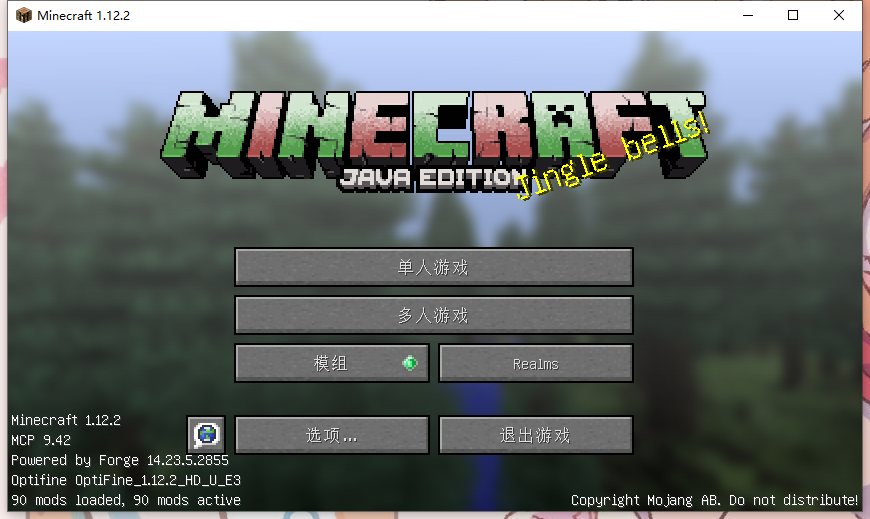 Minecraft 1.12.2
MINECRAFT
JAVA EDITION
Jingle bells!
单人游戏
多人游戏
模组
Realms
选项...
退出游戏
Minecraft 1.12.2
MCP 9.42
Powered by Forge 14.23.5.2855
Optifine OptiFine_1.12.2_HD_U_E3
90 mods loaded, 90 mods active
Copyright Mojang AB. Do not distribute!